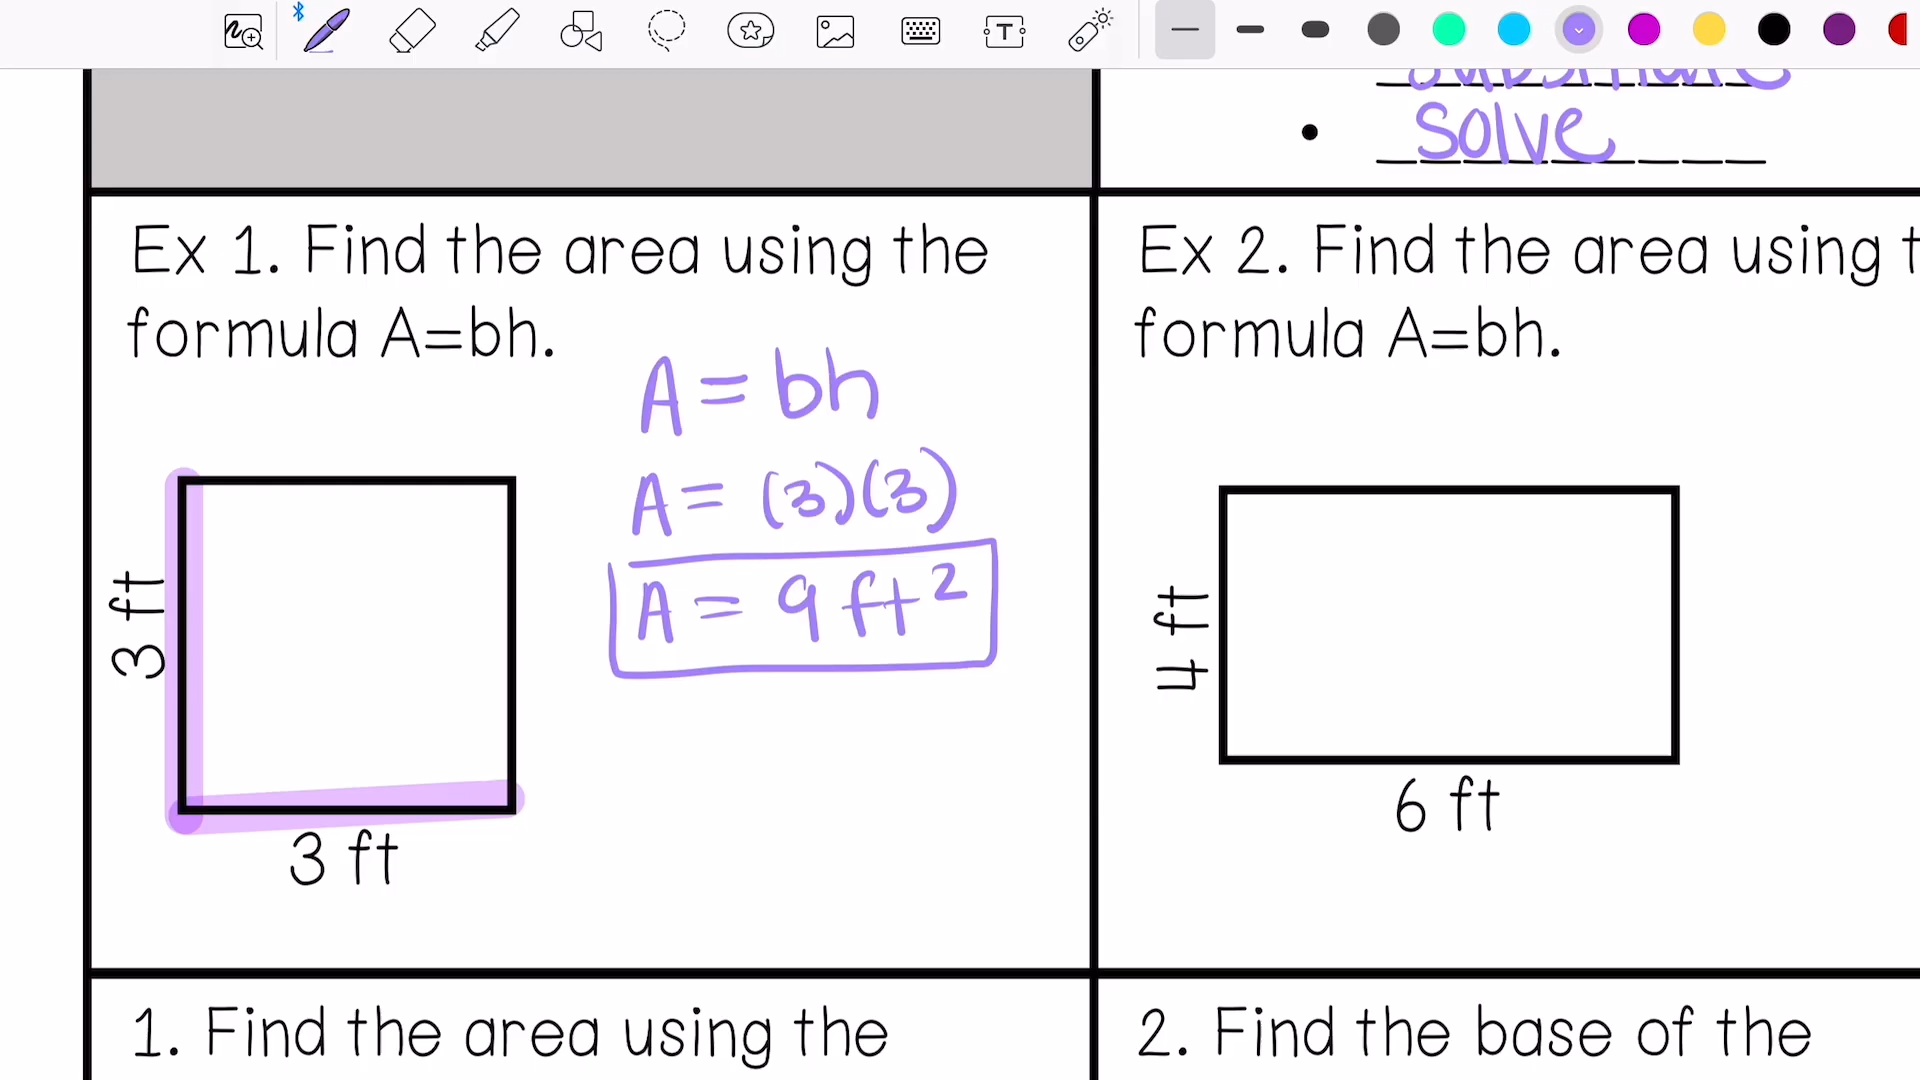 solve
Ex 1. Find the area using the
formula A=bh.
A = bh
A = (3)(3)
A = 9 ft²
3 ft
3 ft
Ex 2. Find the area using t
formula A=bh.
4 ft
6 ft
1. Find the area using the
2. Find the base of the